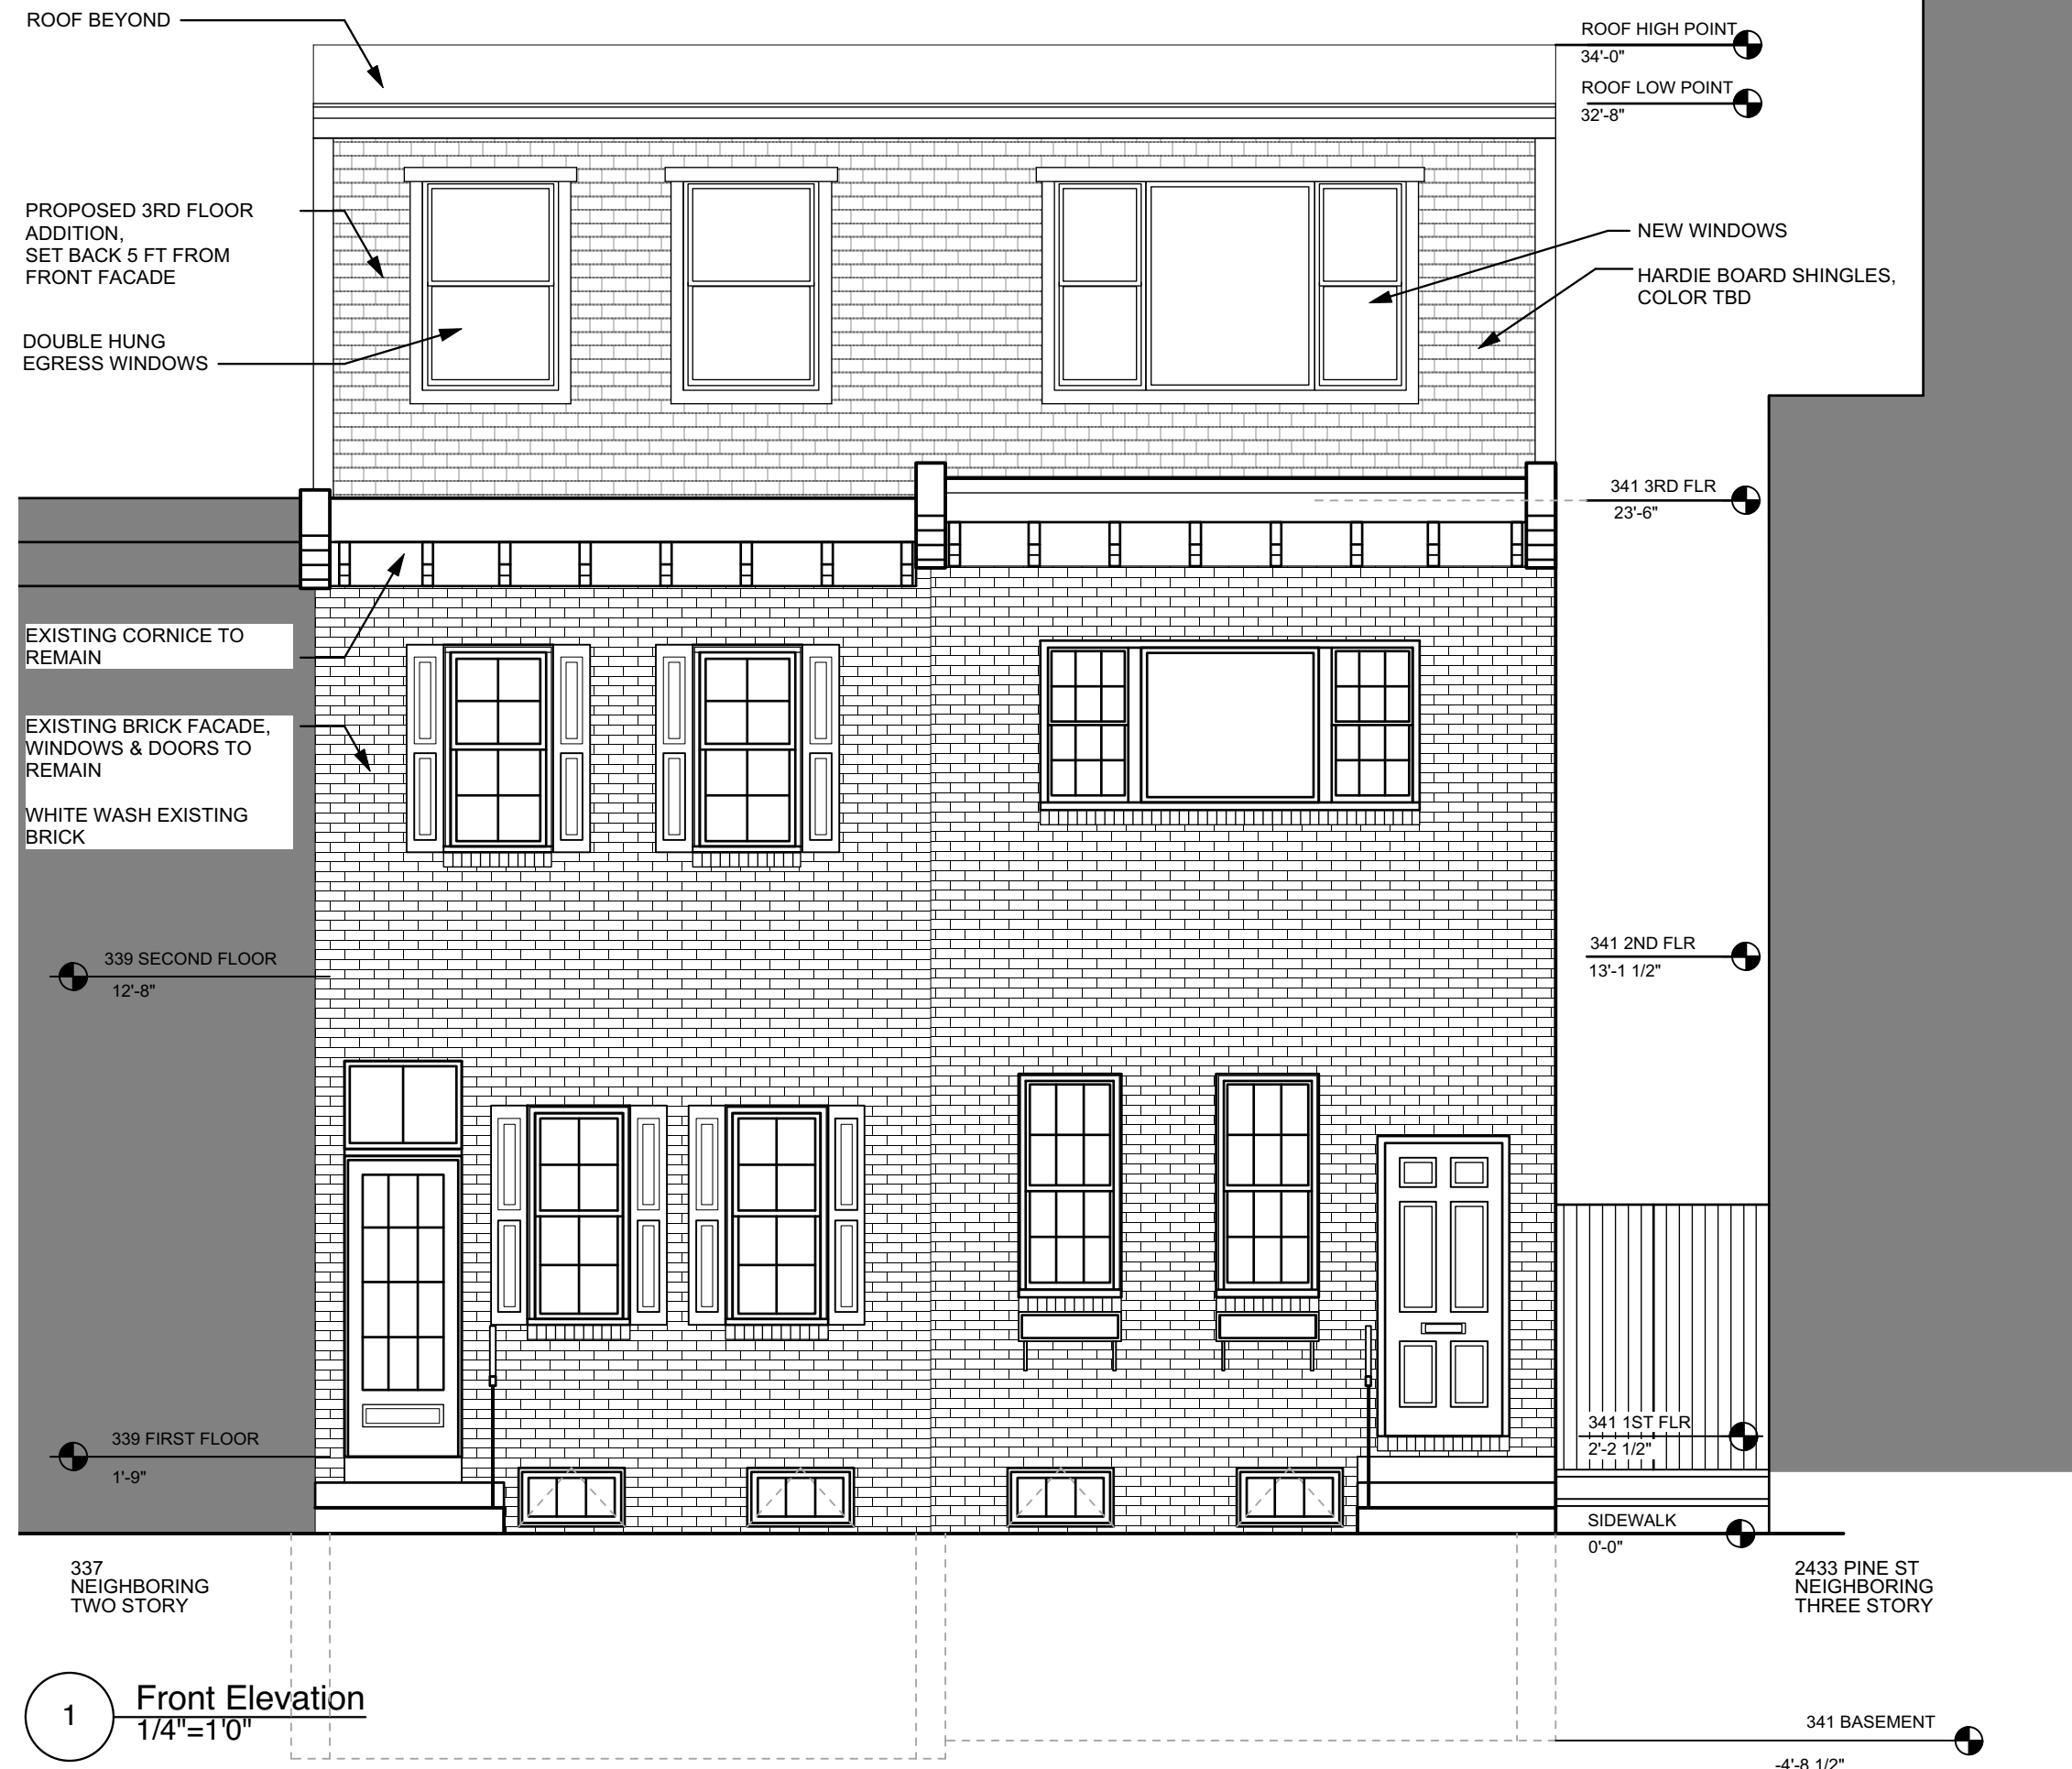 ROOF BEYOND
ROOF HIGH POINT
34'-0"
ROOF LOW POINT
32'-8"
PROPOSED 3RD FLOOR
ADDITION,
SET BACK 5 FT FROM
FRONT FACADE
NEW WINDOWS
HARDIE BOARD SHINGLES,
COLOR TBD
DOUBLE HUNG
EGRESS WINDOWS
341 3RD FLR
23'-6"
EXISTING CORNICE TO
REMAIN
EXISTING BRICK FACADE,
WINDOWS & DOORS TO
REMAIN
WHITE WASH EXISTING
BRICK
339 SECOND FLOOR
12'-8"
341 2ND FLR
13'-1 1/2"
339 FIRST FLOOR
1'-9"
341 1ST FLR
2'-2 1/2"
SIDEWALK
0'-0"
337
NEIGHBORING
TWO STORY
2433 PINE ST
NEIGHBORING
THREE STORY
1
Front Elevation
1/4"=1'0"
341 BASEMENT
-4'-8 1/2"